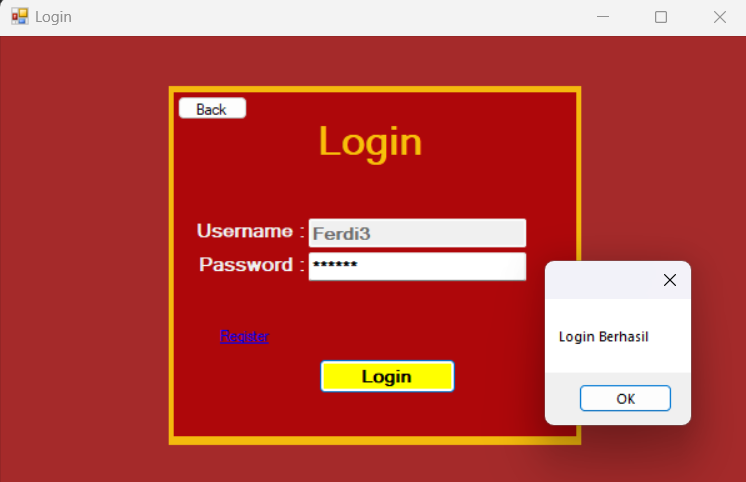 Login
Back
Login
Username : Ferdi3
Password : ******
Register
Login
Login Berhasil
OK